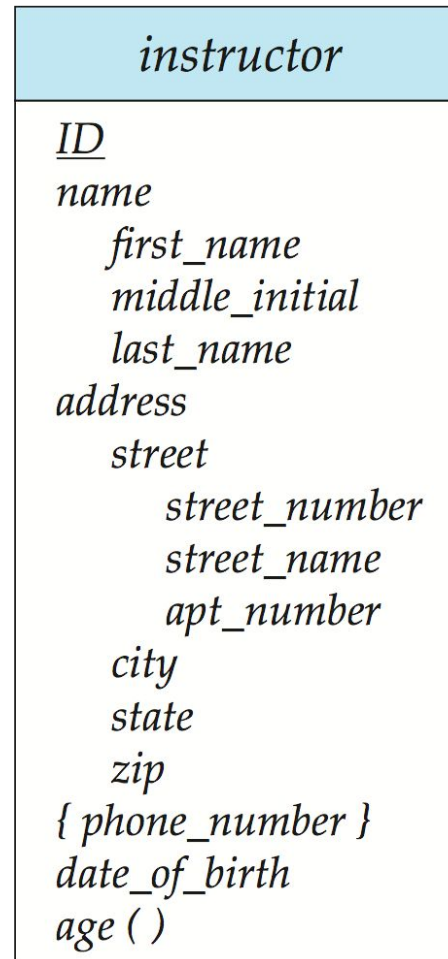 instructor
ID
name
first_name
middle_initial
last_name
address
street
street_number
street_name
apt_number
city
state
zip
{ phone_number }
date_of_birth
age ( )